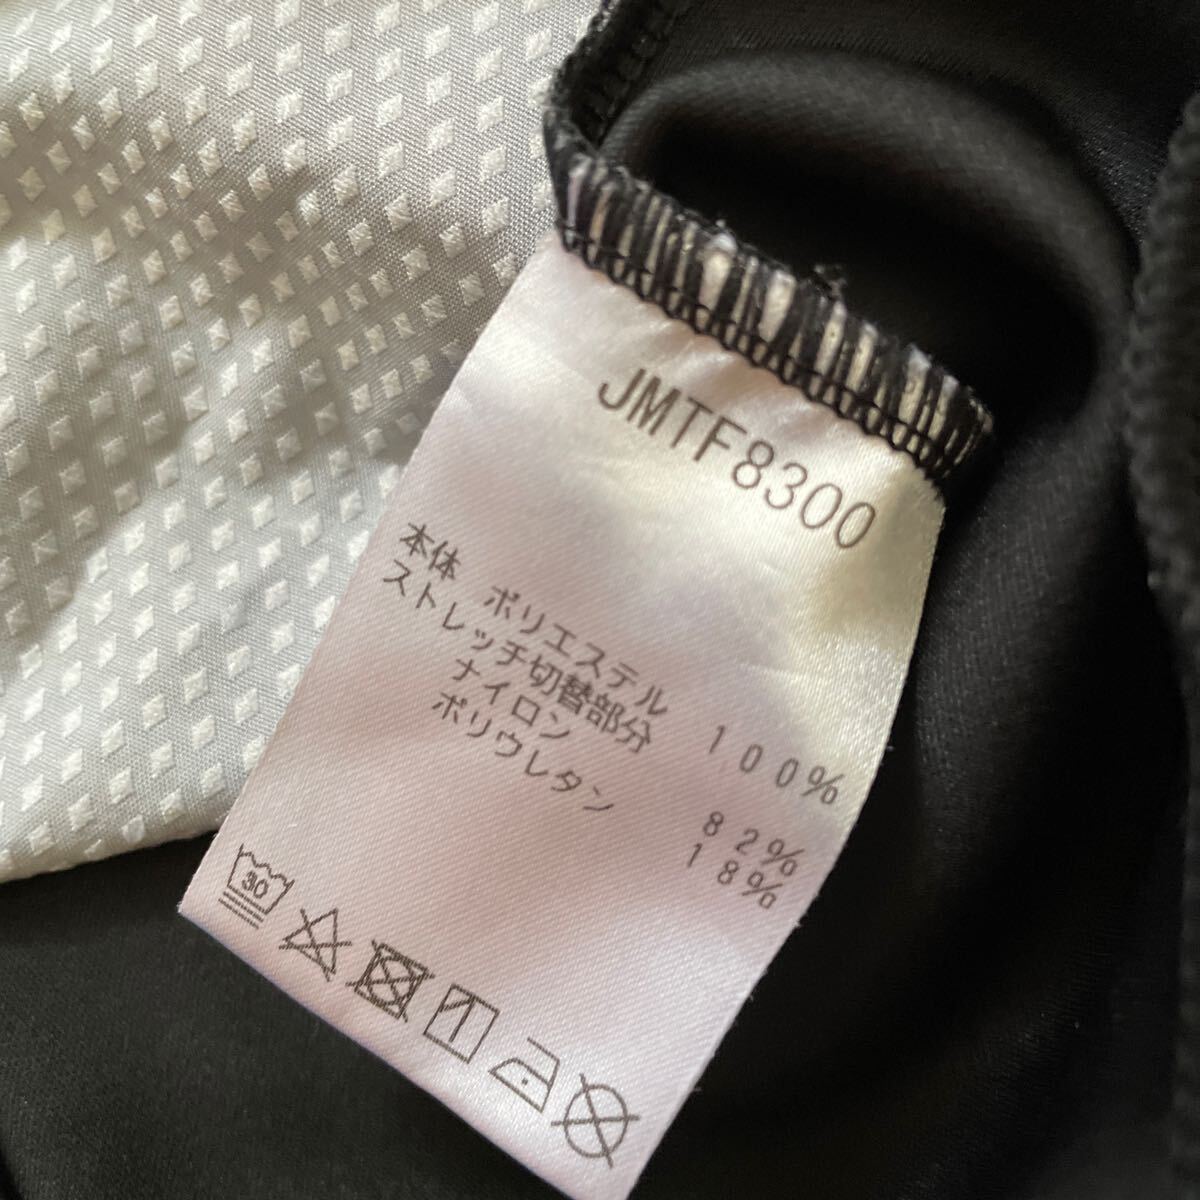 JMTF8300
本体 ポリエステル 100%
ストレッチ切替部分
ナイロン 82%
ポリウレタン 18%
30